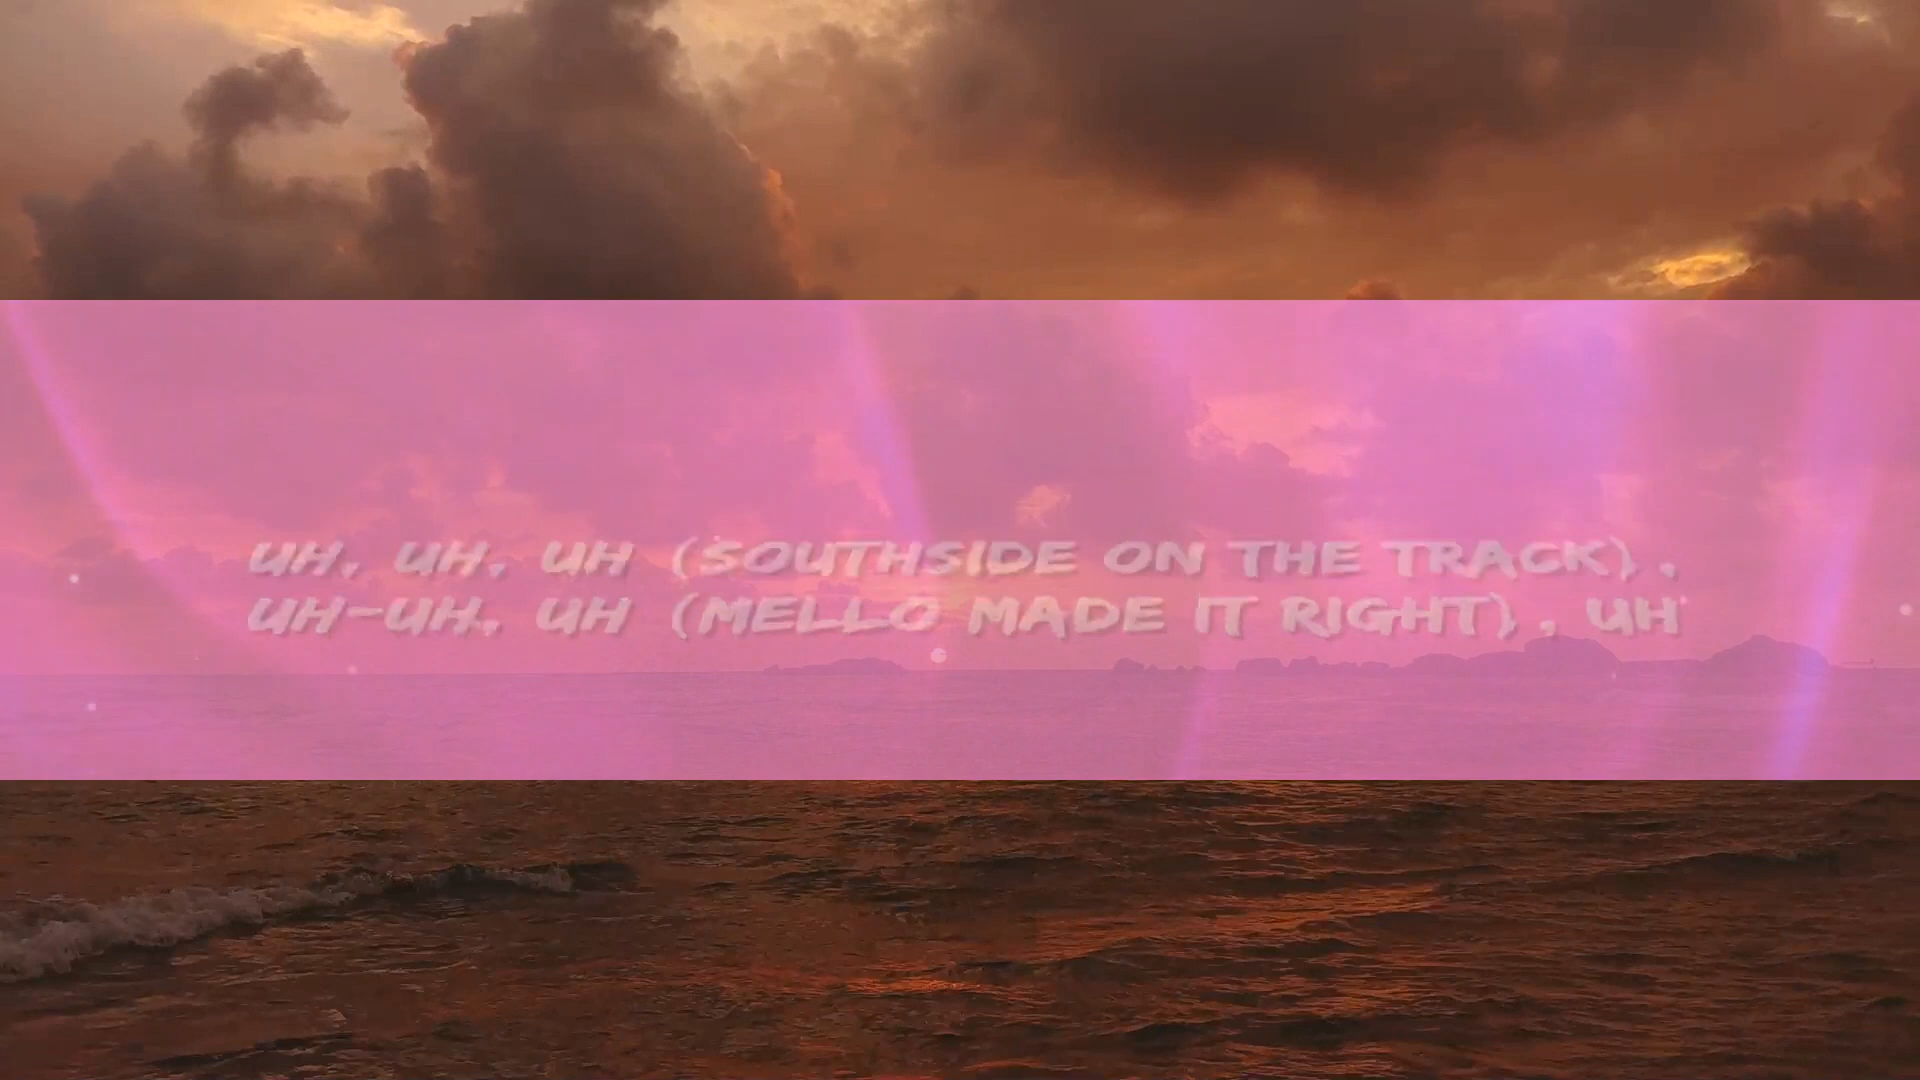 UH, UH, UH (SOUTHSIDE ON THE TRACK),
UH-UH, UH (MELLO MADE IT RIGHT), UH